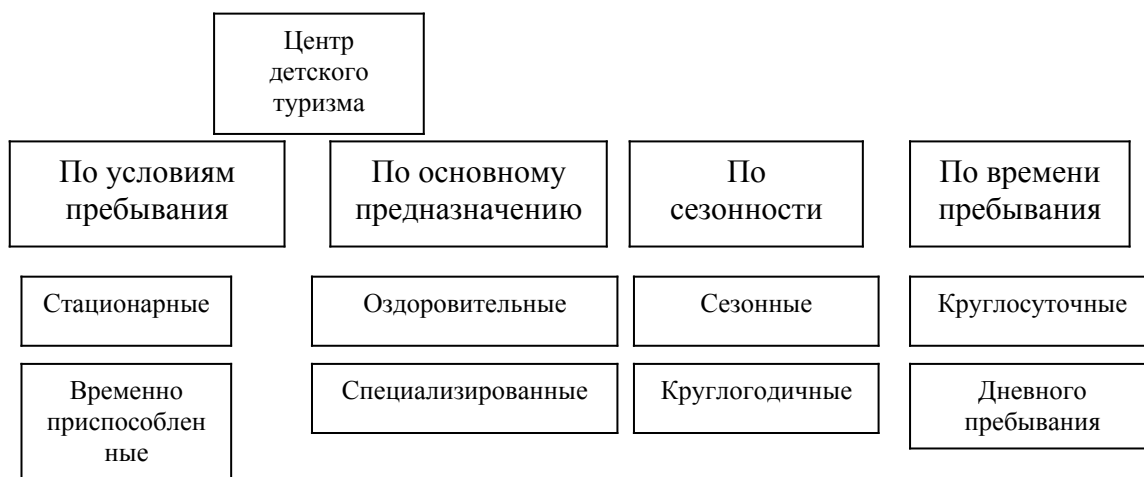 Центр
детского
туризма
По условиям
пребывания
По основному
предназначению
По
сезонности
По времени
пребывания
Стационарные
Оздоровительные
Сезонные
Круглосуточные
Временно
приспособлен
ные
Специализированные
Круглогодичные
Дневного
пребывания